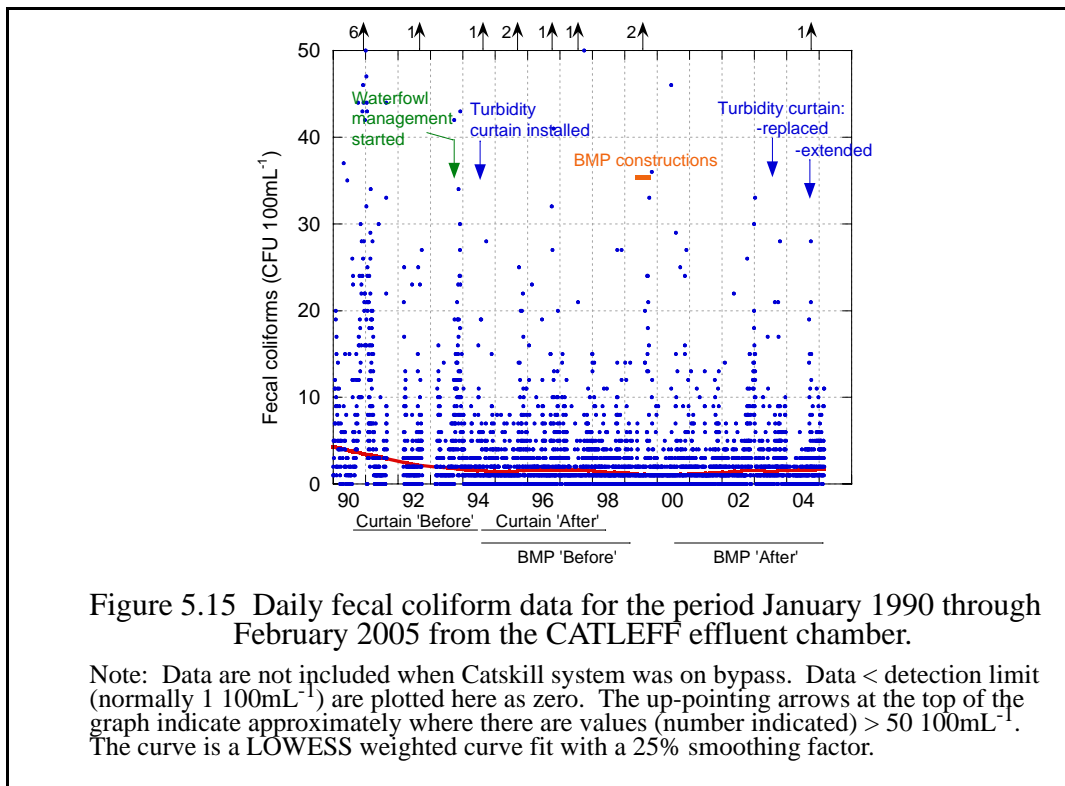 6 1 1 2 1 1 2 1
50
40
30
20
10
0
Fecal coliforms (CFU 100mL⁻¹)
Waterfowl
management
started
Turbidity
curtain installed
BMP constructions
Turbidity curtain:
-replaced
-extended
90 92 94 96 98 00 02 04
Curtain 'Before' Curtain 'After'
BMP 'Before' BMP 'After'
Figure 5.15 Daily fecal coliform data for the period January 1990 through
February 2005 from the CATLEFF effluent chamber.
Note: Data are not included when Catskill system was on bypass. Data < detection limit
(normally 1 100mL⁻¹) are plotted here as zero. The up-pointing arrows at the top of the
graph indicate approximately where there are values (number indicated) > 50 100mL⁻¹.
The curve is a LOWESS weighted curve fit with a 25% smoothing factor.